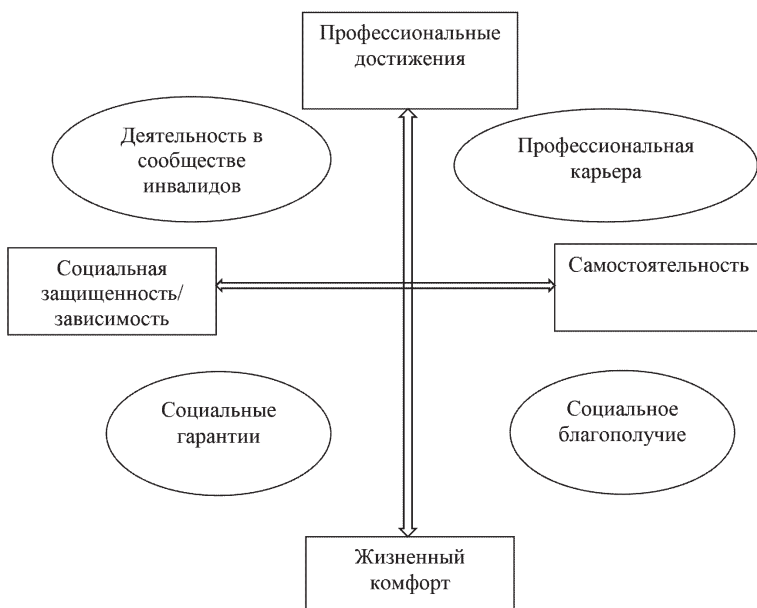 Профессиональные
достижения
Деятельность в
сообществе
инвалидов
Профессиональная
карьера
Социальная
защищенность/
зависимость
Самостоятельность
Социальные
гарантии
Социальное
благополучие
Жизненный
комфорт